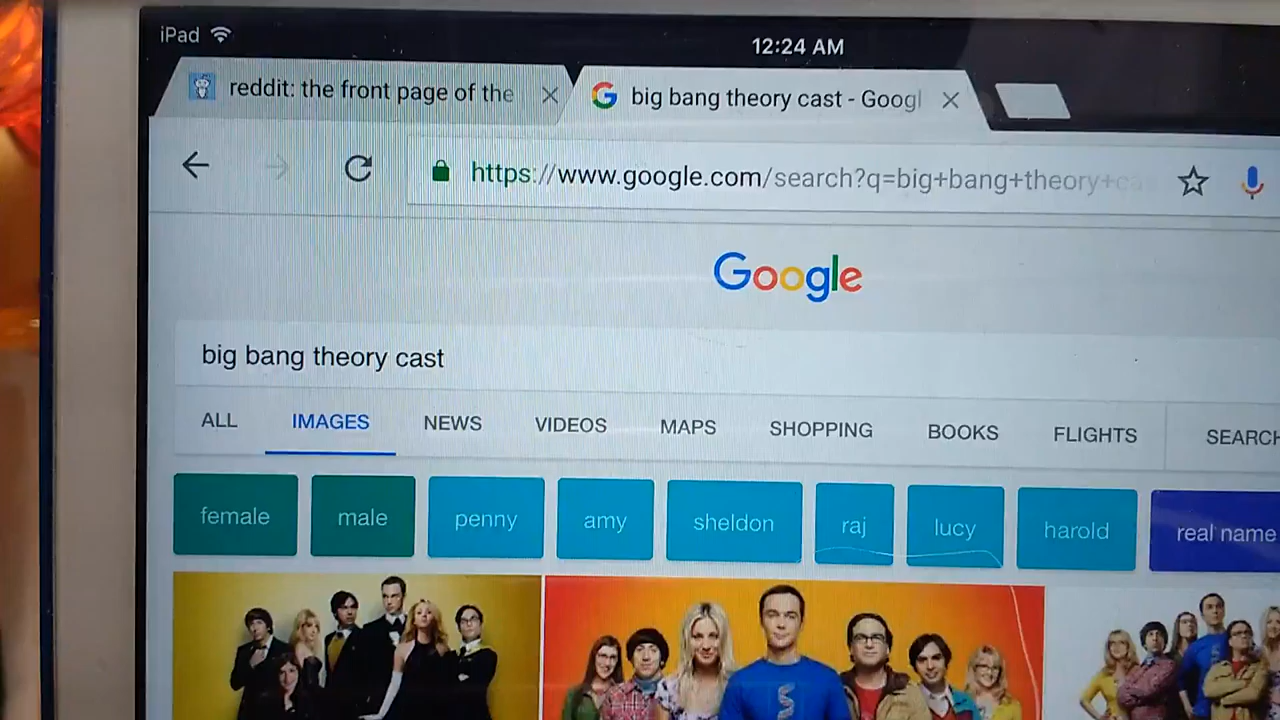 iPad
12:24 AM
reddit: the front page of the
big bang theory cast - Googl
https://www.google.com/search?q=big+bang+theory+ca
Google
big bang theory cast
ALL IMAGES NEWS VIDEOS MAPS SHOPPING BOOKS FLIGHTS SEARCH
female male penny amy sheldon raj lucy harold real name